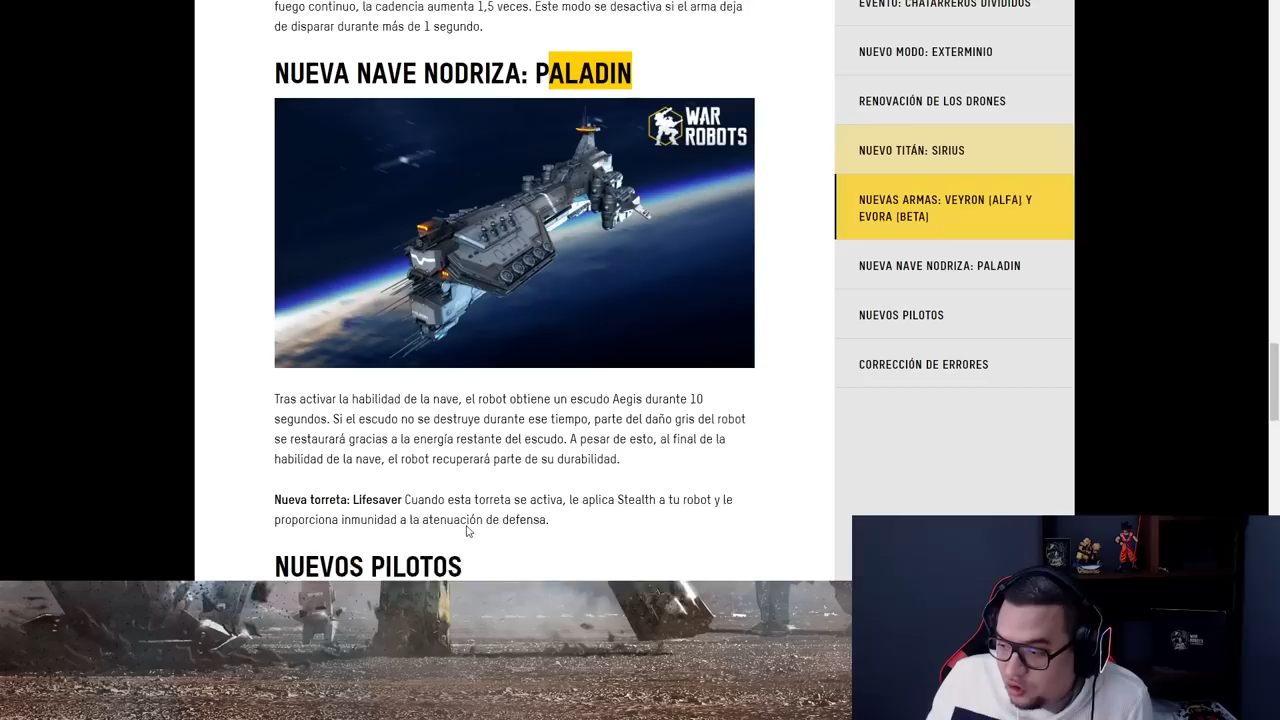 fuego continuo, la cadencia aumenta 1,5 veces. Este modo se desactiva si el arma deja
de disparar durante más de 1 segundo.
NUEVA NAVE NODRIZA: PALADIN
WAR
ROBOTS
Tras activar la habilidad de la nave, el robot obtiene un escudo Aegis durante 10
segundos. Si el escudo no se destruye durante ese tiempo, parte del daño gris del robot
se restaurará gracias a la energía restante del escudo. A pesar de esto, al final de la
habilidad de la nave, el robot recuperará parte de su durabilidad.
Nueva torreta: Lifesaver Cuando esta torreta se activa, le aplica Stealth a tu robot y le
proporciona inmunidad a la atenuación de defensa.
NUEVOS PILOTOS
EVENTO: CHATARREROS DIVIDIDOS
NUEVO MODO: EXTERMINIO
RENOVACIÓN DE LOS DRONES
NUEVO TITÁN: SIRIUS
NUEVAS ARMAS: VEYRON (ALFA) Y
EVORA (BETA)
NUEVA NAVE NODRIZA: PALADIN
NUEVOS PILOTOS
CORRECCIÓN DE ERRORES
WAR
ROBOTS